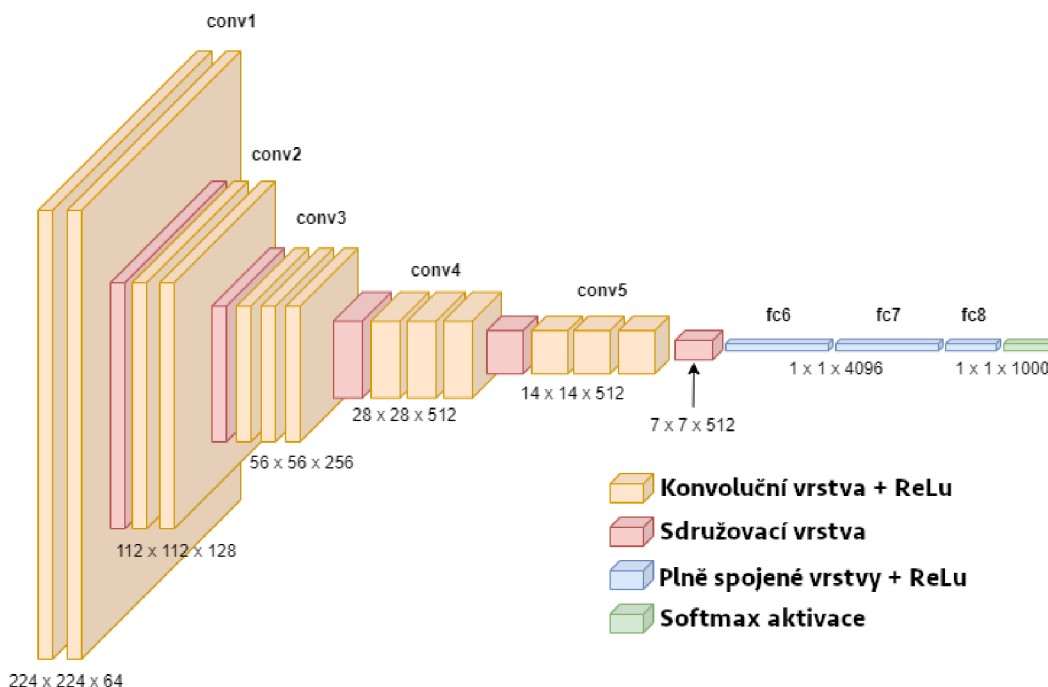 conv1
conv2
conv3
conv4
conv5
fc6
fc7
fc8
1 x 1 x 4096
1 x 1 x 1000
28 x 28 x 512
14 x 14 x 512
7 x 7 x 512
56 x 56 x 256
112 x 112 x 128
224 x 224 x 64
Konvoluční vrstva + ReLu
Sdružovací vrstva
Plně spojené vrstvy + ReLu
Softmax aktivace